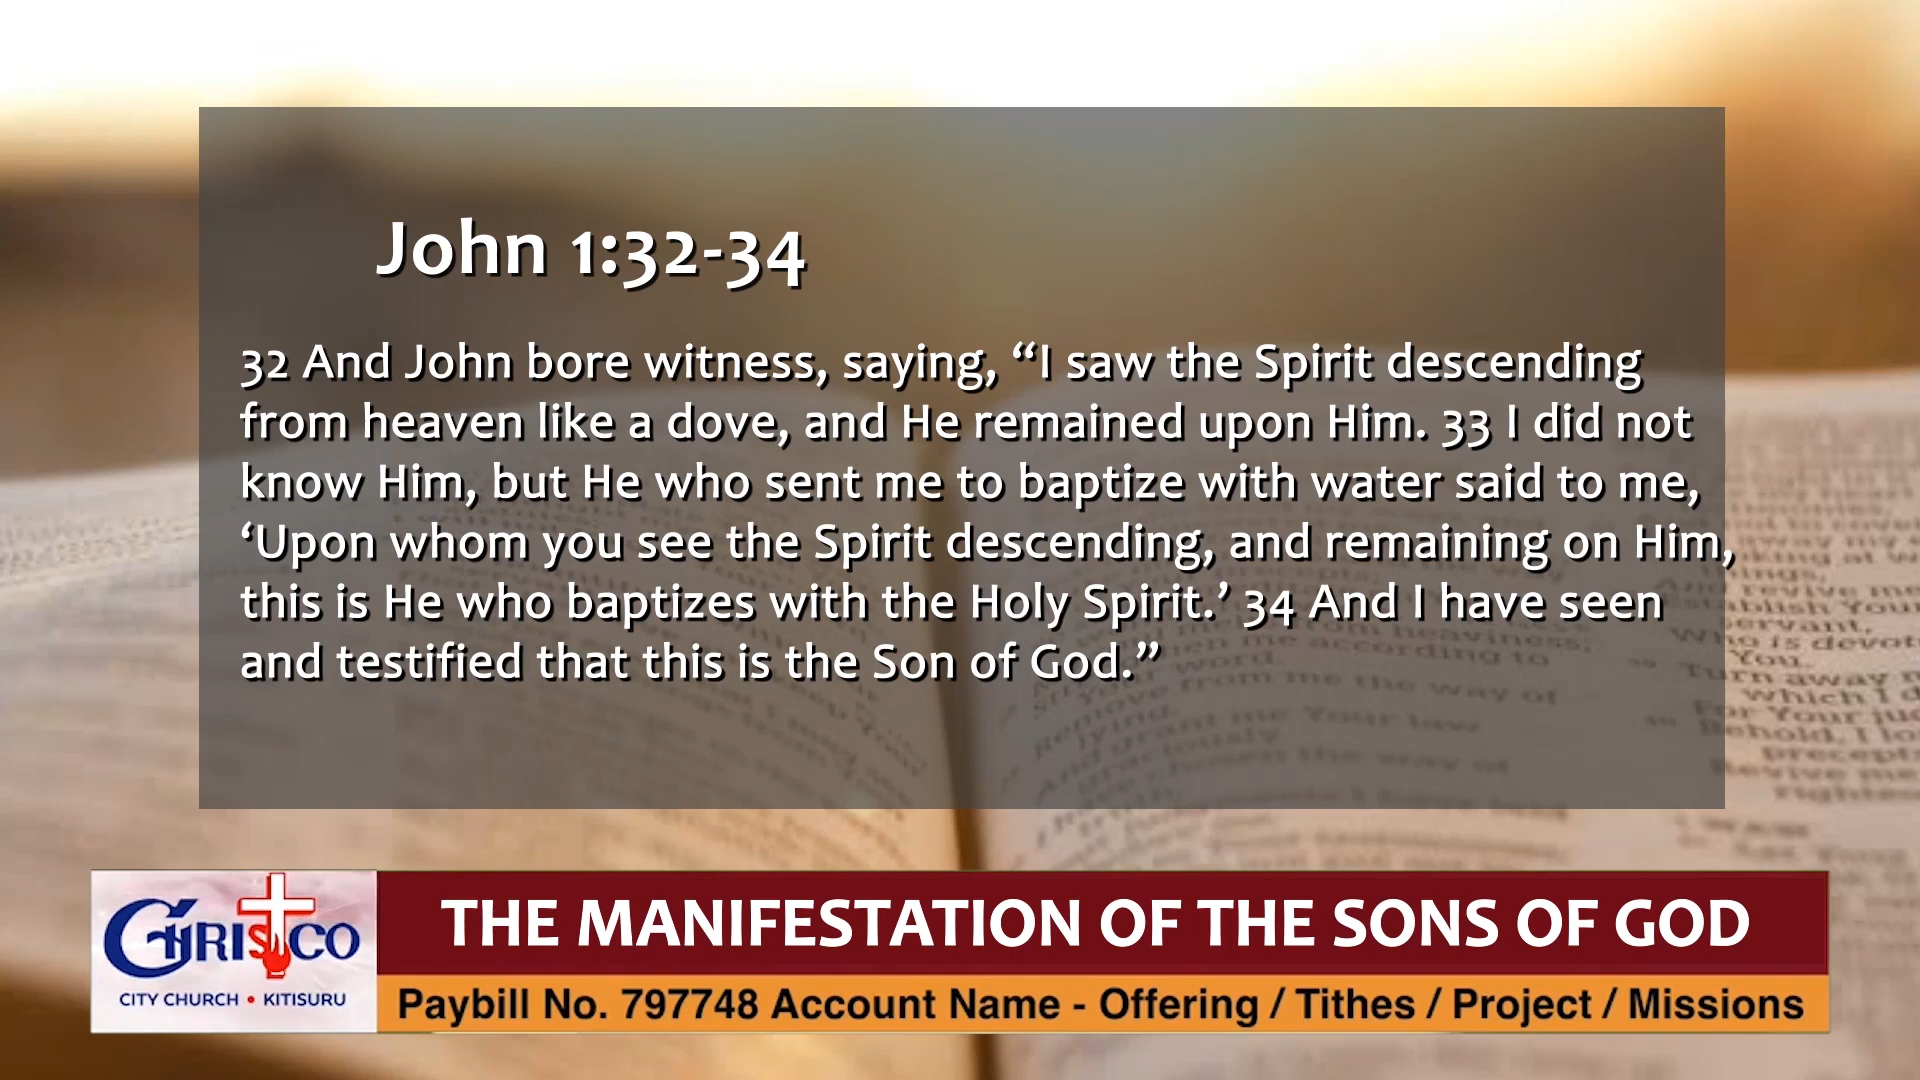 John 1:32-34
32 And John bore witness, saying, “I saw the Spirit descending
from heaven like a dove, and He remained upon Him. 33 I did not
know Him, but He who sent me to baptize with water said to me,
‘Upon whom you see the Spirit descending, and remaining on Him,
this is He who baptizes with the Holy Spirit.’ 34 And I have seen
and testified that this is the Son of God.”
CHRISCO
CITY CHURCH • KITISURU
THE MANIFESTATION OF THE SONS OF GOD
Paybill No. 797748 Account Name - Offering / Tithes / Project / Missions